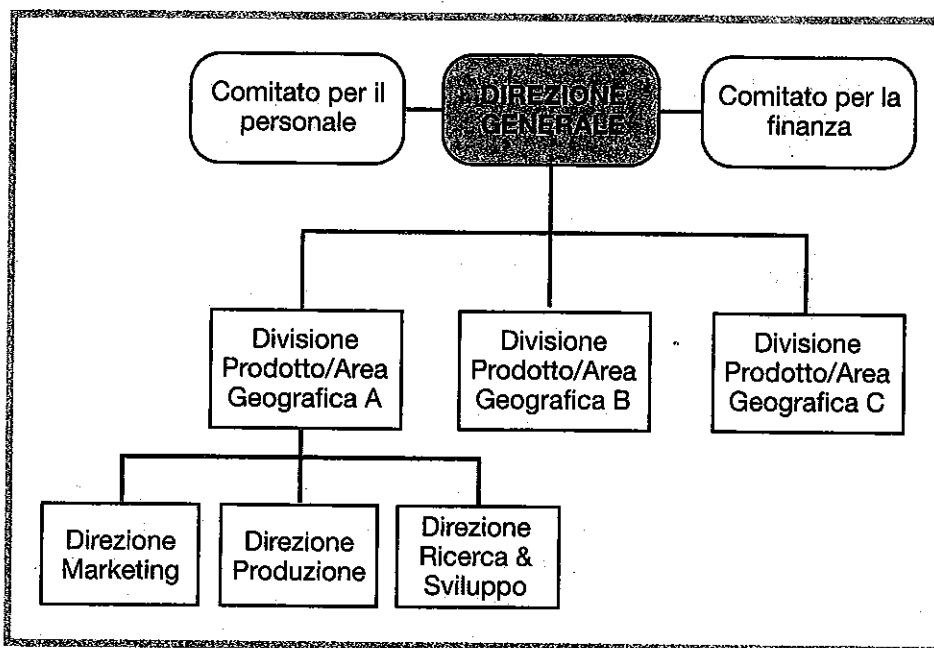 Comitato per il
personale
DIREZIONE
GENERALE
Comitato per la
finanza
Divisione
Prodotto/Area
Geografica A
Divisione
Prodotto/Area
Geografica B
Divisione
Prodotto/Area
Geografica C
Direzione
Marketing
Direzione
Produzione
Direzione
Ricerca &
Sviluppo